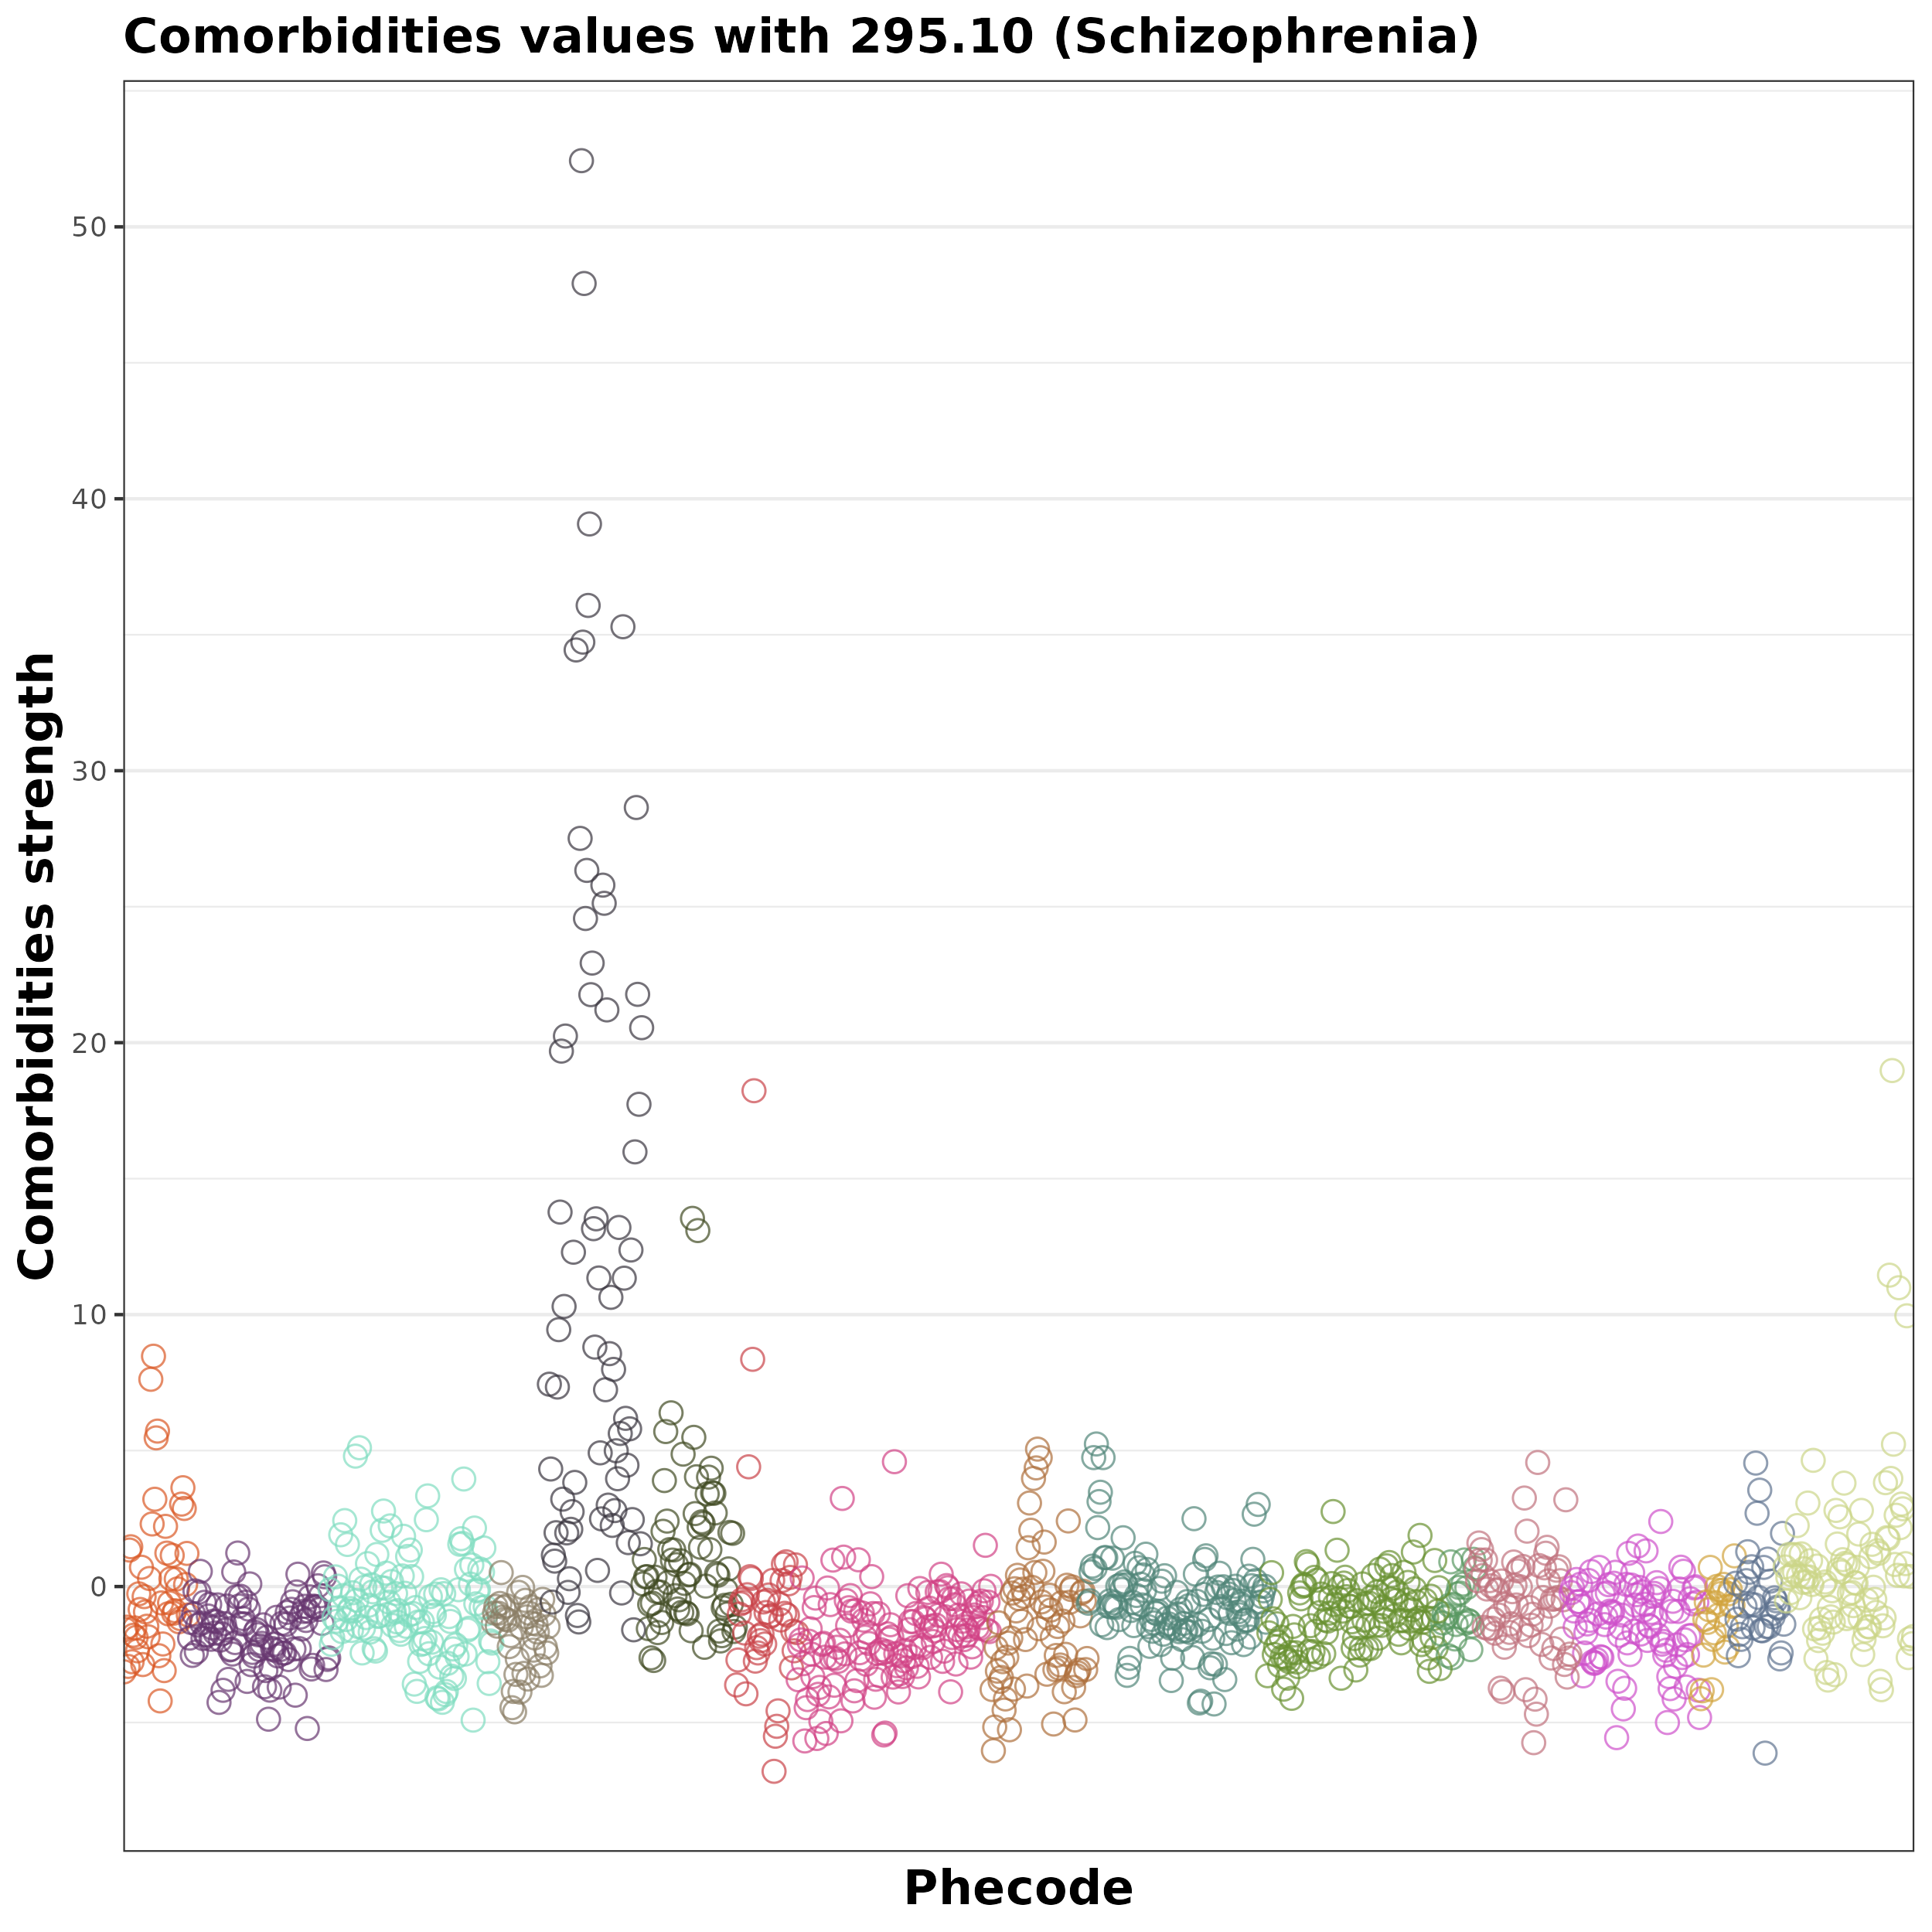 Comorbidities values with 295.10 (Schizophrenia)
Comorbidities strength
50
40
30
20
10
0
Phecode